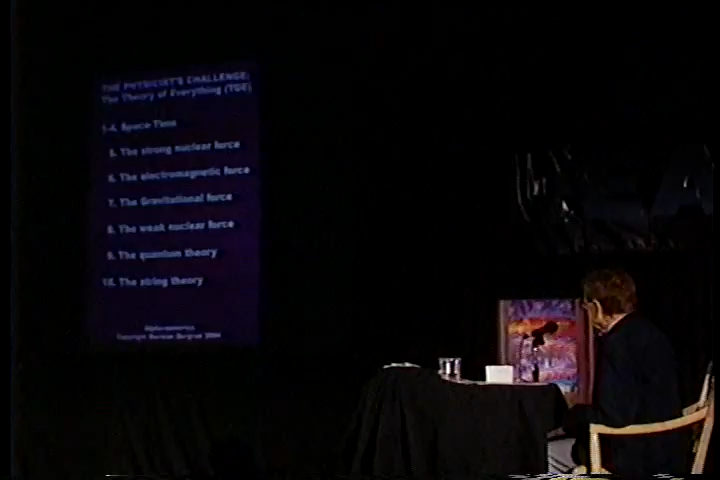 THE PHYSICIST'S CHALLENGE:
The Theory of Everything (TOE)
1-4. Space Time
5. The strong nuclear force
6. The electromagnetic force
7. The Gravitational force
8. The weak nuclear force
9. The quantum theory
10. The string theory
Copyright 2004